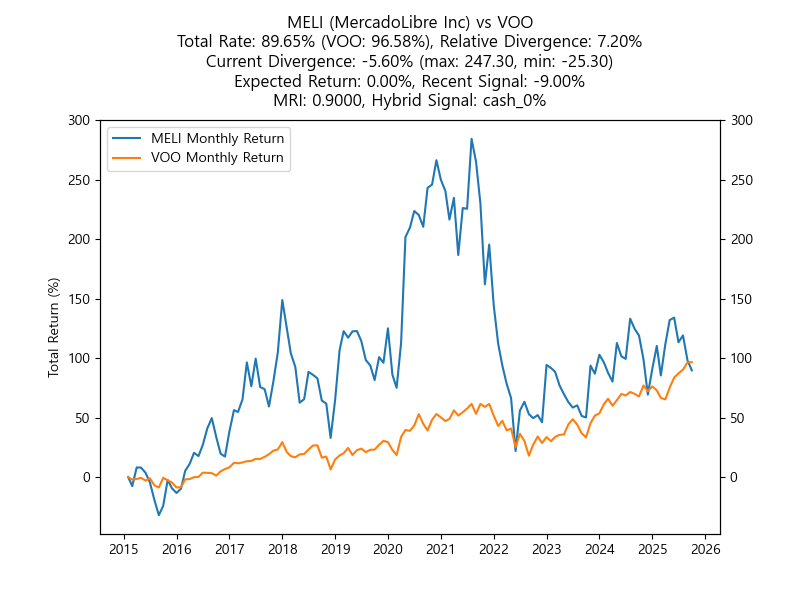 MELI (MercadoLibre Inc) vs VOO
Total Rate: 89.65% (VOO: 96.58%), Relative Divergence: 7.20%
Current Divergence: -5.60% (max: 247.30, min: -25.30)
Expected Return: 0.00%, Recent Signal: -9.00%
MRI: 0.9000, Hybrid Signal: cash_0%
MELI Monthly Return
VOO Monthly Return
Total Return (%)
300
250
200
150
100
50
0
300
250
200
150
100
50
0
2015 2016 2017 2018 2019 2020 2021 2022 2023 2024 2025 2026